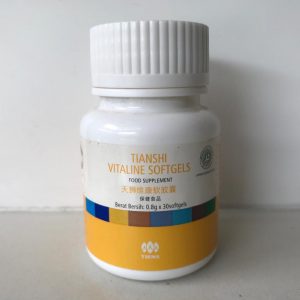 TIANSHI
VITALINE SOFTGELS
FOOD SUPPLEMENT
天狮维康软胶囊
保健食品
Berat Bersih: 0.8g x 30softgels
TIENS